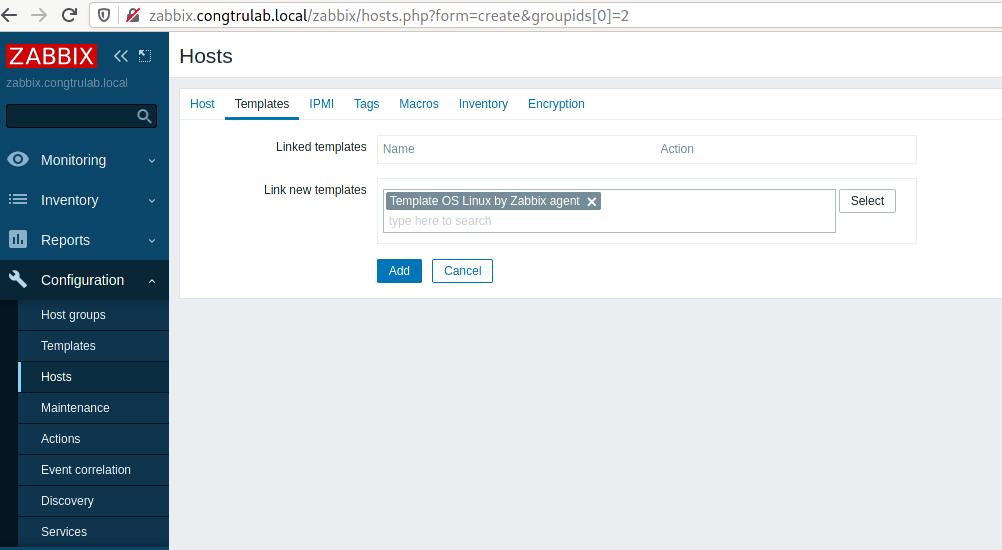 zabbix.congtrulab.local/zabbix/hosts.php?form=create&groupids[0]=2
ZABBIX
zabbix.congtrulab.local
Monitoring
Inventory
Reports
Configuration
Host groups
Templates
Hosts
Maintenance
Actions
Event correlation
Discovery
Services
Hosts
Host Templates IPMI Tags Macros Inventory Encryption
Linked templates Name Action
Link new templates Template OS Linux by Zabbix agent Select
type here to search
Add Cancel